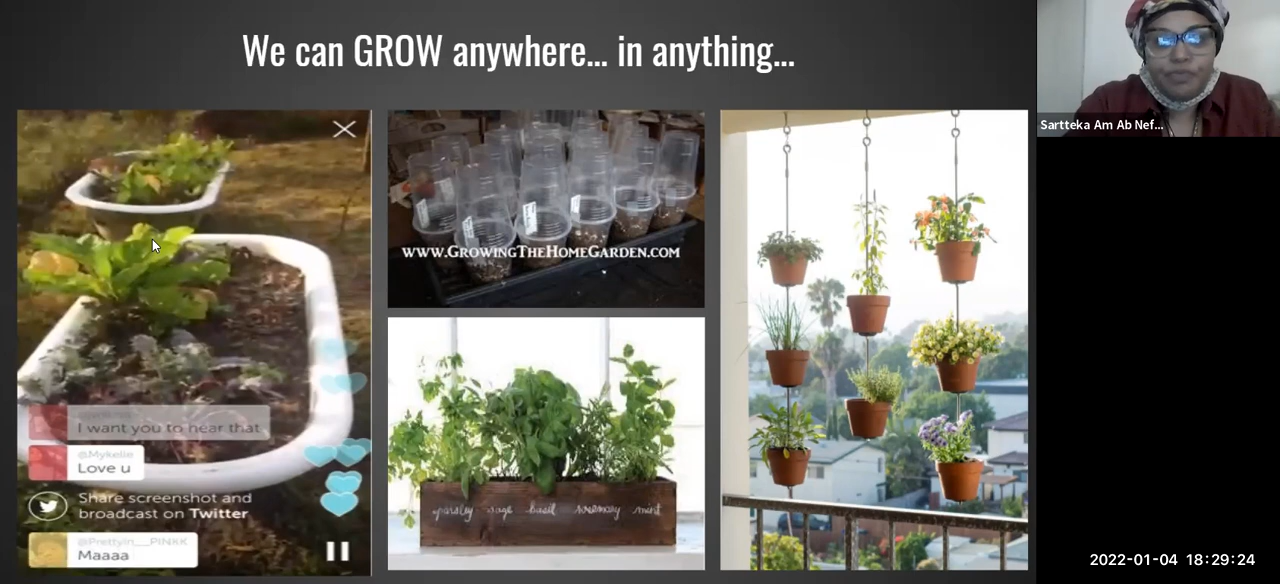 We can GROW anywhere... in anything...
I want you to hear that
@Mykelle
Love u
Share screenshot and
broadcast on Twitter
@PrettyIn__PINKK
Maaaa
WWW.GROWINGTHEHOMEGARDEN.COM
parsley sage basil rosemary mint
Sartteka Am Ab Nef...
2022-01-04 18:29:24